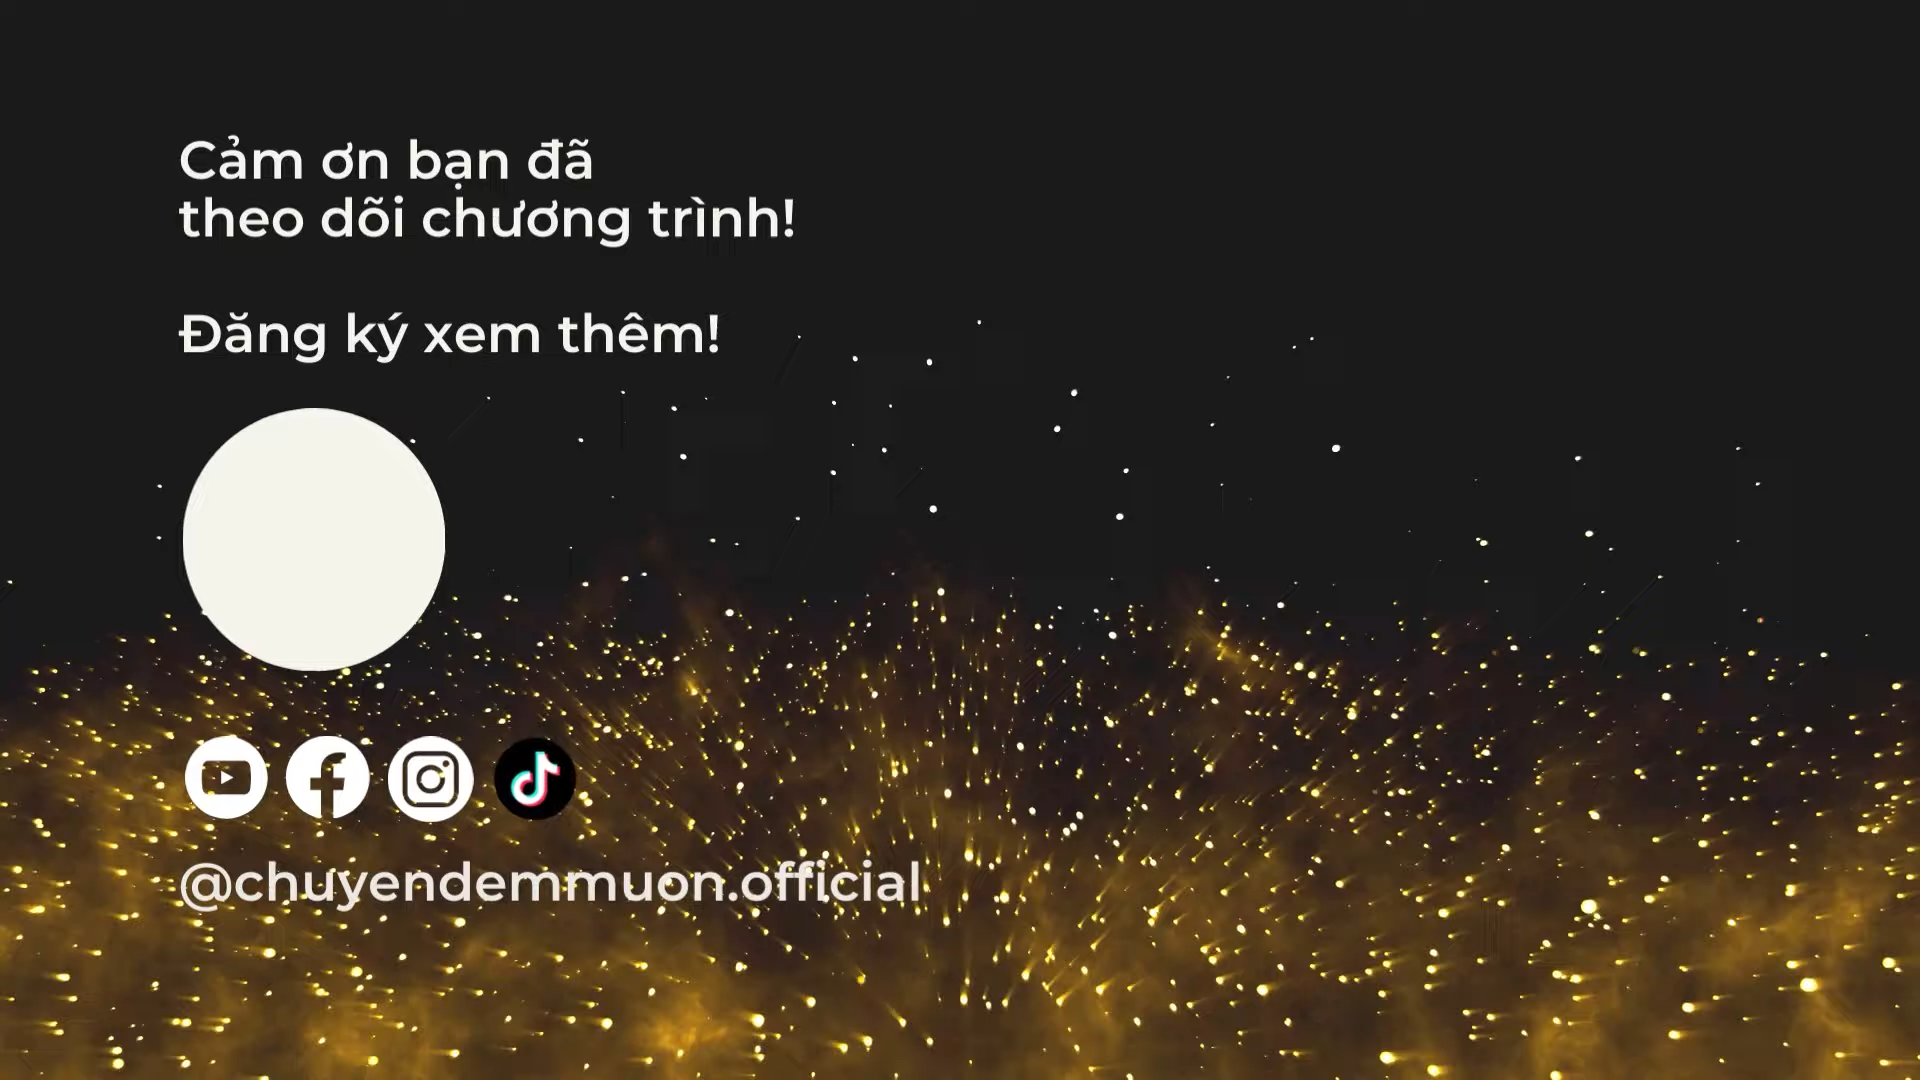 Cảm ơn bạn đã
theo dõi chương trình!
Đăng ký xem thêm!
@chuyendemmuon.official